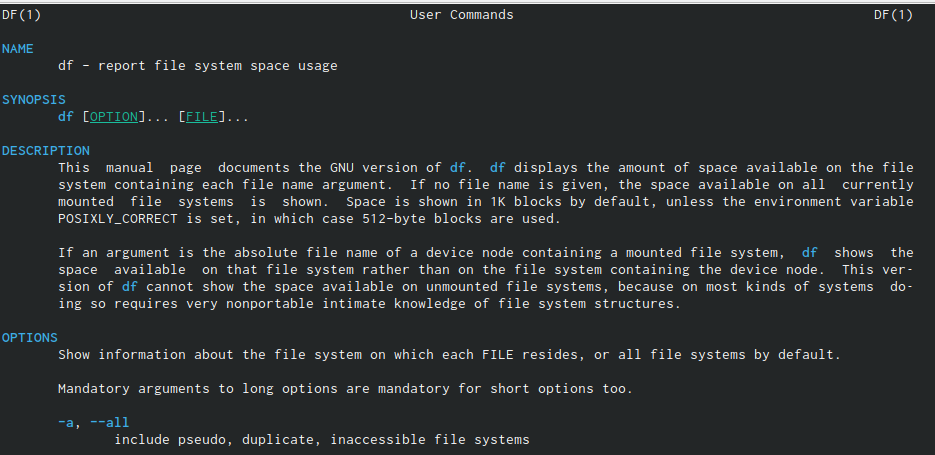 DF(1) User Commands DF(1)
NAME
df - report file system space usage
SYNOPSIS
df [OPTION]... [FILE]...
DESCRIPTION
This manual page documents the GNU version of df. df displays the amount of space available on the file
system containing each file name argument. If no file name is given, the space available on all currently
mounted file systems is shown. Space is shown in 1K blocks by default, unless the environment variable
POSIXLY_CORRECT is set, in which case 512-byte blocks are used.
If an argument is the absolute file name of a device node containing a mounted file system, df shows the
space available on that file system rather than on the file system containing the device node. This ver-
sion of df cannot show the space available on unmounted file systems, because on most kinds of systems do-
ing so requires very nonportable intimate knowledge of file system structures.
OPTIONS
Show information about the file system on which each FILE resides, or all file systems by default.
Mandatory arguments to long options are mandatory for short options too.
-a, --all
include pseudo, duplicate, inaccessible file systems